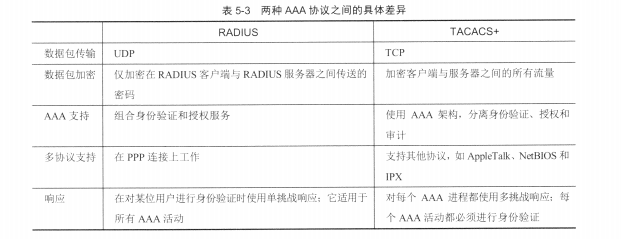 表 5-3 两种 AAA 协议之间的具体差异
RADIUS TACACS+
数据包传输 UDP TCP
数据包加密 仅加密在 RADIUS 客户端与 RADIUS 服务器之间传送的 加密客户端与服务器之间的所有流量
密码
AAA 支持 组合身份验证和授权服务 使用 AAA 架构，分离身份验证、授权和
审计
多协议支持 在 PPP 连接上工作 支持其他协议，如 AppleTalk、NetBIOS 和
IPX
响应 在对某位用户进行身份验证时使用单挑战响应；它适用于 对每个 AAA 进程都使用多挑战响应；每
所有 AAA 活动 个 AAA 活动都必须进行身份验证